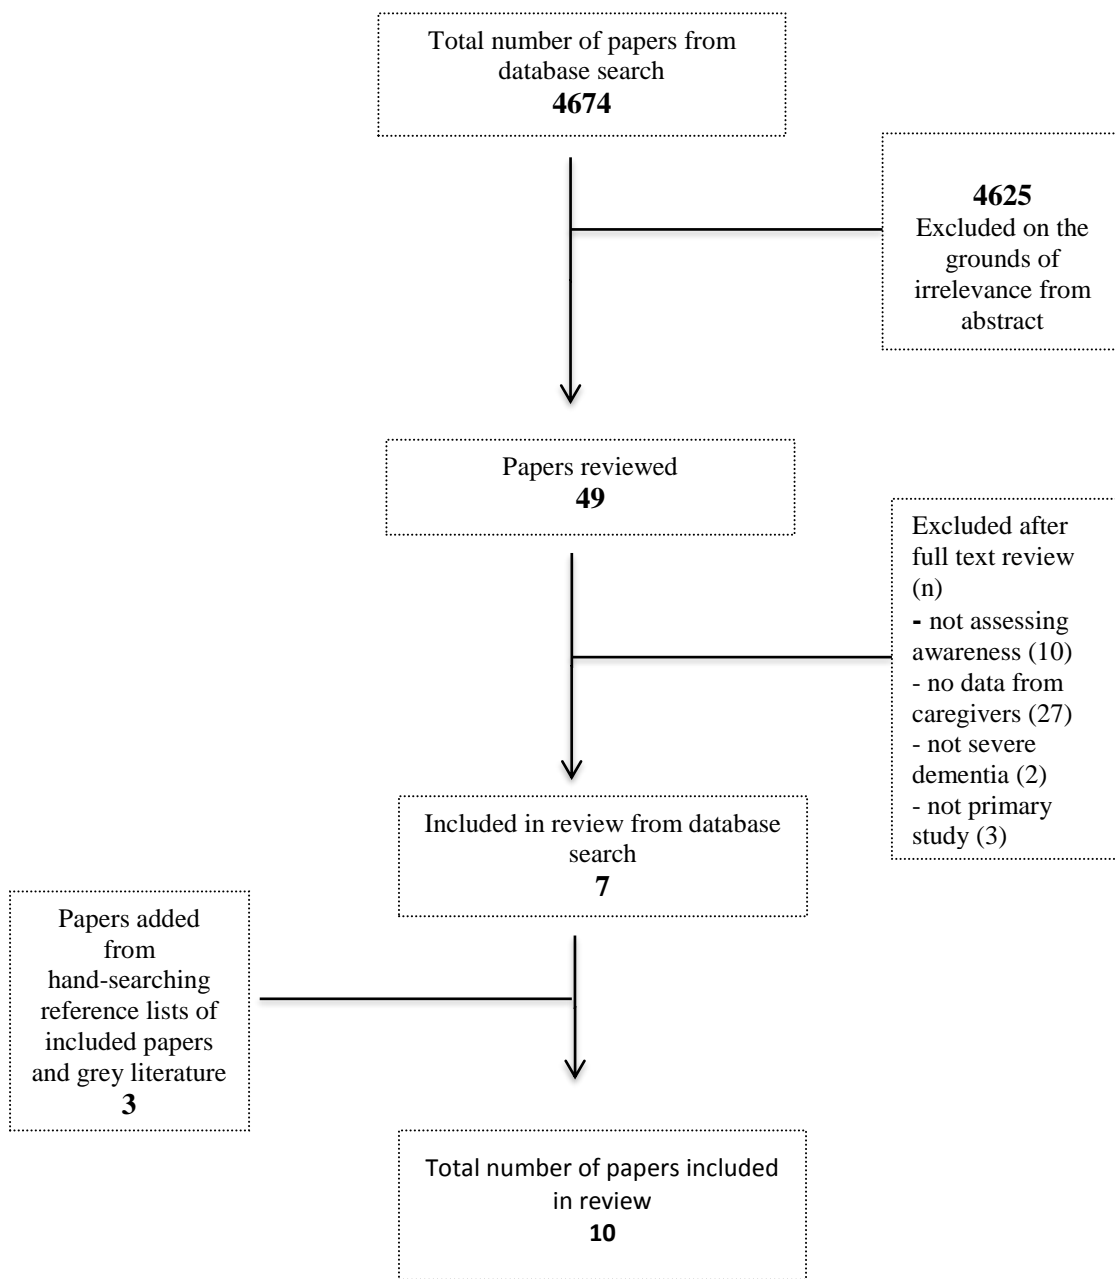 Total number of papers from
database search
4674
4625
Excluded on the
grounds of
irrelevance from
abstract
Papers reviewed
49
Excluded after
full text review
(n)
- not assessing
awareness (10)
- no data from
caregivers (27)
- not severe
dementia (2)
- not primary
study (3)
Included in review from database
search
7
Papers added
from
hand-searching
reference lists of
included papers
and grey literature
3
Total number of papers included
in review
10